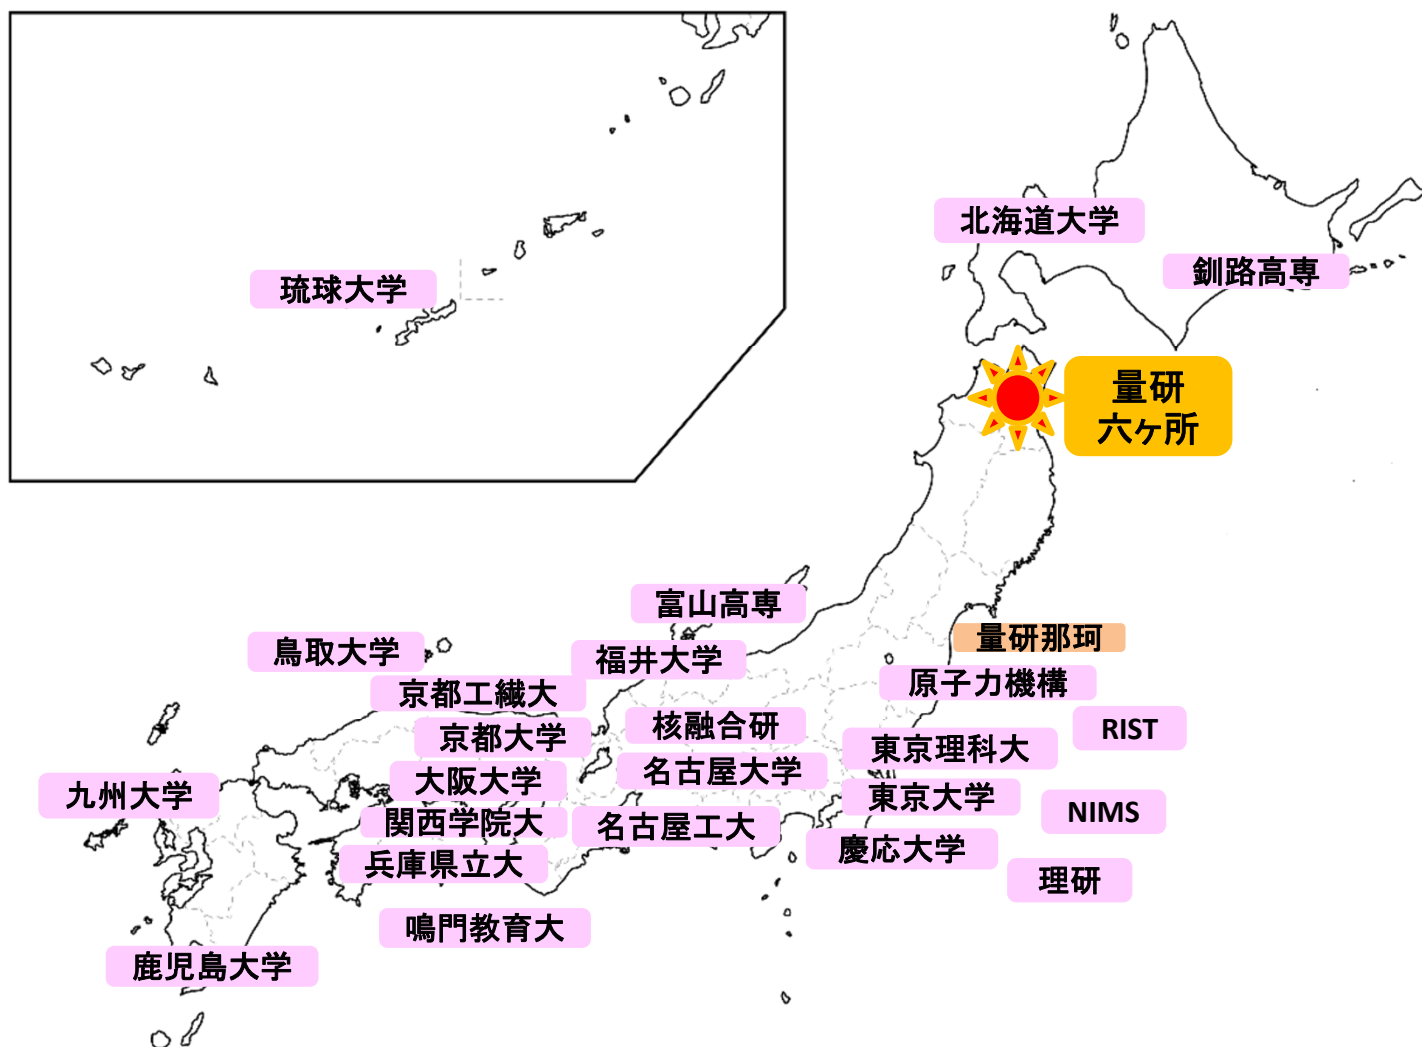 北海道大学
釧路高専
琉球大学
量研
六ヶ所
富山高専
量研那珂
鳥取大学
福井大学
原子力機構
京都工繊大
核融合研
RIST
京都大学
東京理科大
大阪大学
名古屋大学
九州大学
東京大学
NIMS
関西学院大
名古屋工大
慶応大学
兵庫県立大
理研
鳴門教育大
鹿児島大学